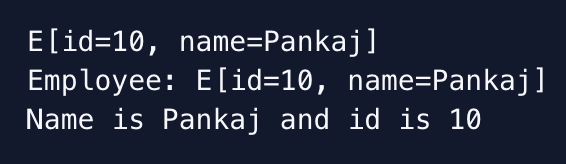 E[id=10, name=Pankaj]
Employee: E[id=10, name=Pankaj]
Name is Pankaj and id is 10